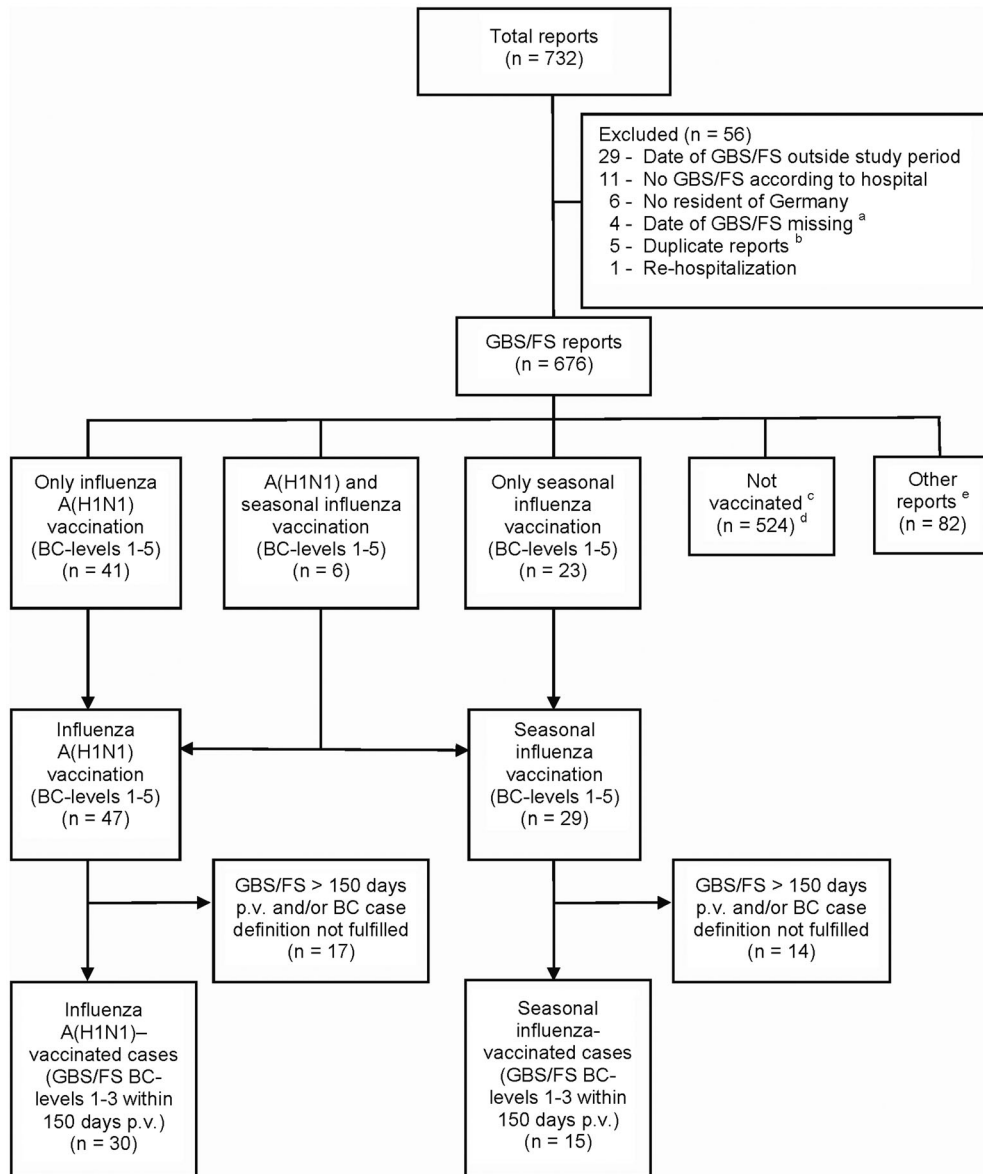 Total reports
(n = 732)
Excluded (n = 56)
29 - Date of GBS/FS outside study period
11 - No GBS/FS according to hospital
6 - No resident of Germany
4 - Date of GBS/FS missing a
5 - Duplicate reports b
1 - Re-hospitalization
GBS/FS reports
(n = 676)
Only influenza
A(H1N1)
vaccination
(BC-levels 1-5)
(n = 41)
A(H1N1) and
seasonal influenza
vaccination
(BC-levels 1-5)
(n = 6)
Only seasonal
influenza
vaccination
(BC-levels 1-5)
(n = 23)
Not
vaccinated c
(n = 524) d
Other
reports e
(n = 82)
Influenza
A(H1N1)
vaccination
(BC-levels 1-5)
(n = 47)
Seasonal
influenza
vaccination
(BC-levels 1-5)
(n = 29)
GBS/FS > 150 days
p.v. and/or BC case
definition not fulfilled
(n = 17)
GBS/FS > 150 days
p.v. and/or BC case
definition not fulfilled
(n = 14)
Influenza
A(H1N1)–
vaccinated cases
(GBS/FS BC-
levels 1-3 within
150 days p.v.)
(n = 30)
Seasonal
influenza-
vaccinated cases
(GBS/FS BC-
levels 1-3 within
150 days p.v.)
(n = 15)